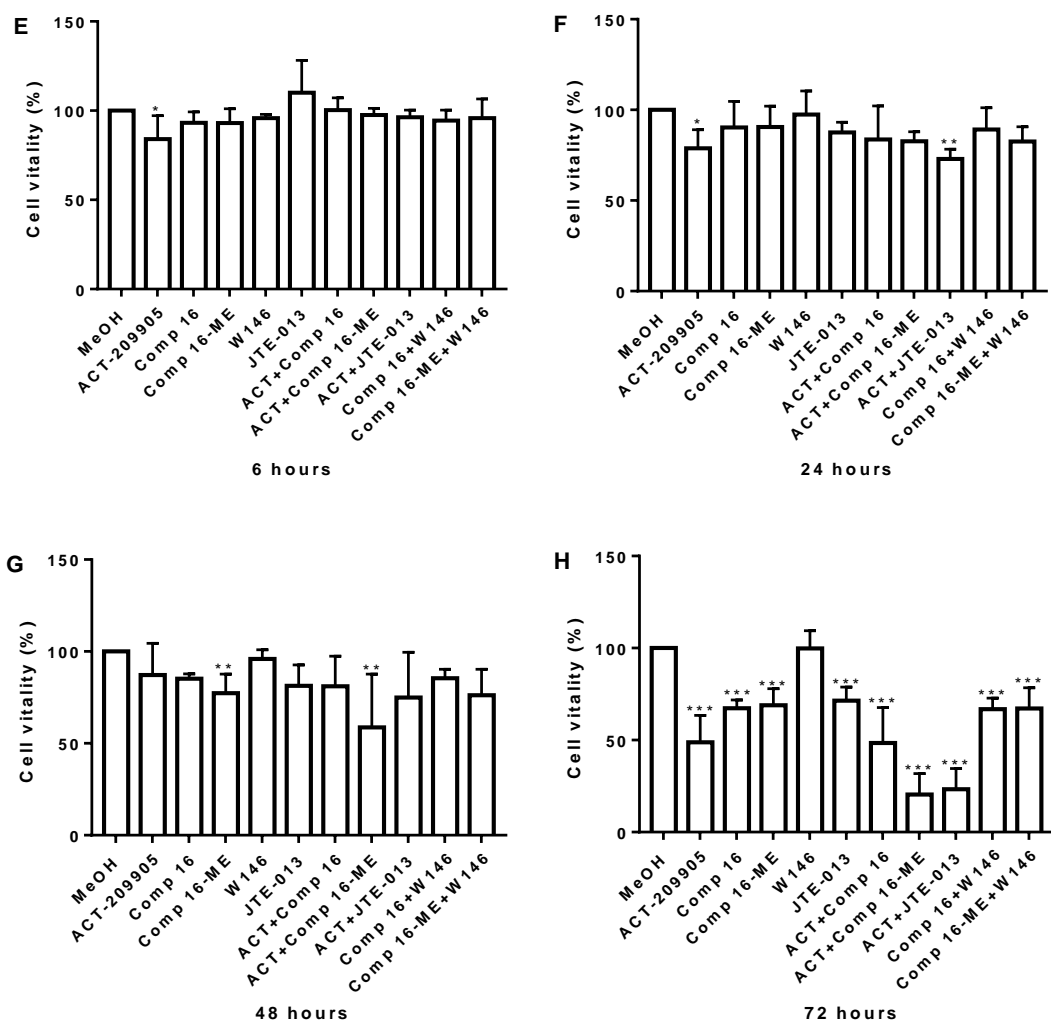 E
Cell vitality (%)
150
100
50
0
*
MeOH
ACT-209905
Comp 16
Comp 16-ME
W146
JTE-013
ACT+Comp 16
ACT+Comp 16-ME
ACT+JTE-013
Comp 16+W146
Comp 16-ME+W146
6 hours
F
Cell vitality (%)
150
100
50
0
*
**
MeOH
ACT-209905
Comp 16
Comp 16-ME
W146
JTE-013
ACT+Comp 16
ACT+Comp 16-ME
ACT+JTE-013
Comp 16+W146
Comp 16-ME+W146
24 hours
G
Cell vitality (%)
150
100
50
0
**
**
MeOH
ACT-209905
Comp 16
Comp 16-ME
W146
JTE-013
ACT+Comp 16
ACT+Comp 16-ME
ACT+JTE-013
Comp 16+W146
Comp 16-ME+W146
48 hours
H
Cell vitality (%)
150
100
50
0
***
***
***
***
***
***
***
***
***
MeOH
ACT-209905
Comp 16
Comp 16-ME
W146
JTE-013
ACT+Comp 16
ACT+Comp 16-ME
ACT+JTE-013
Comp 16+W146
Comp 16-ME+W146
72 hours